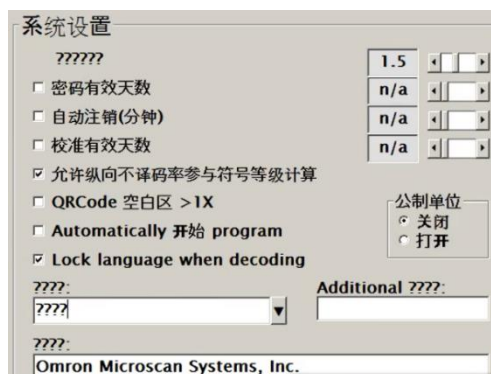 系统设置
?????? 1.5
密码有效天数 n/a
自动注销(分钟) n/a
校准有效天数 n/a
允许纵向不译码率参与符号等级计算
QRCode 空白区 >1X
公制单位
关闭
打开
Automatically 开始 program
Lock language when decoding
????: Additional ????:
????
????:
Omron Microscan Systems, Inc.